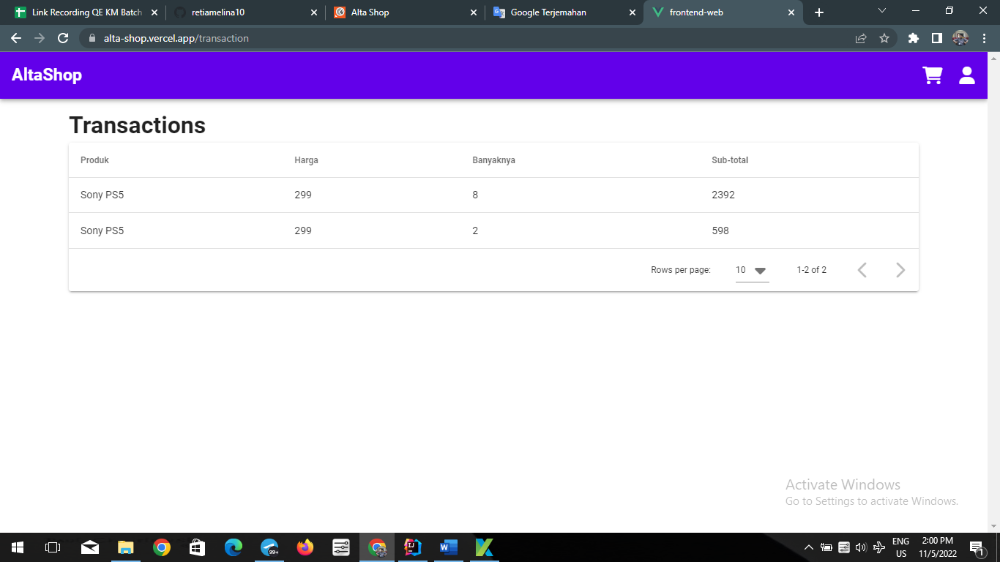 Link Recording QE KM Batch
retiamelina10
Alta Shop
Google Terjemahan
frontend-web
alta-shop.vercel.app/transaction
AltaShop
Transactions
Produk Harga Banyaknya Sub-total
Sony PS5 299 8 2392
Sony PS5 299 2 598
Rows per page: 10 1-2 of 2
Activate Windows
Go to Settings to activate Windows.
99+
IJ
W
ENG
US
2:00 PM
11/5/2022
1